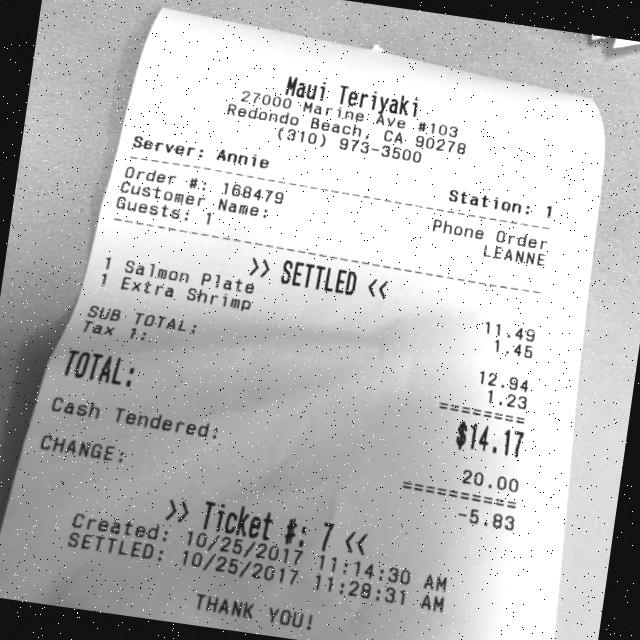 Maui Teriyaki
27000 Marine Ave #103
Redondo Beach, CA 90278
(310) 973-3500
Server: Annie Station: 1
Order #: 168479 Phone Order
Customer Name: LEANNE
Guests: 1
>> SETTLED <<
1 Salmon Plate 11.49
1 Extra Shrimp 1.45
SUB TOTAL: 12.94
Tax 1: 1.23
========
TOTAL: $14.17
Cash Tendered: 20.00
==========
CHANGE: -5.83
>> Ticket #: 7 <<
Created: 10/25/2017 11:14:30 AM
SETTLED: 10/25/2017 11:29:31 AM
THANK YOU!